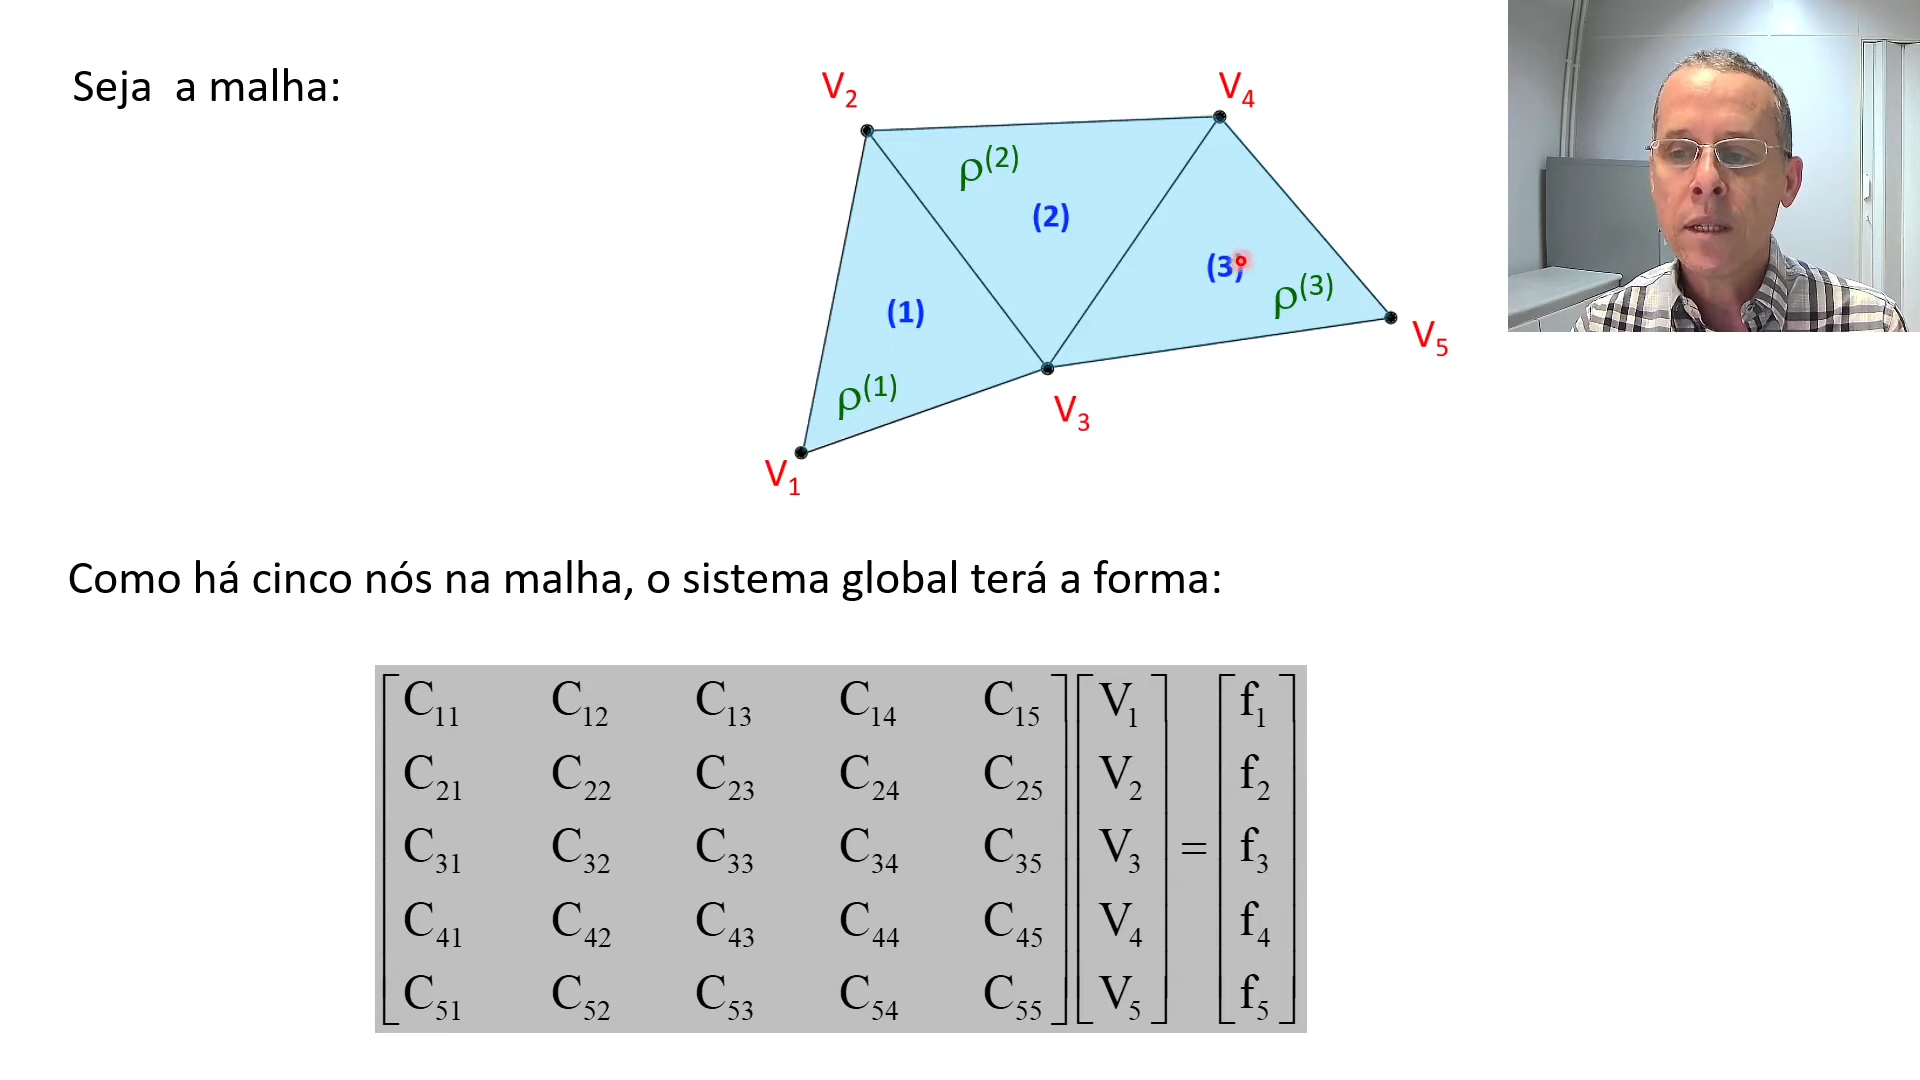 Seja a malha:
V₂
V₄
ρ⁽²⁾
(2)
(3)
ρ⁽³⁾
(1)
V₅
ρ⁽¹⁾
V₃
V₁
Como há cinco nós na malha, o sistema global terá a forma:
[C₁₁ C₁₂ C₁₃ C₁₄ C₁₅] [V₁] [f₁]
[C₂₁ C₂₂ C₂₃ C₂₄ C₂₅] [V₂] [f₂]
[C₃₁ C₃₂ C₃₃ C₃₄ C₃₅] [V₃] = [f₃]
[C₄₁ C₄₂ C₄₃ C₄₄ C₄₅] [V₄] [f₄]
[C₅₁ C₅₂ C₅₃ C₅₄ C₅₅] [V₅] [f₅]